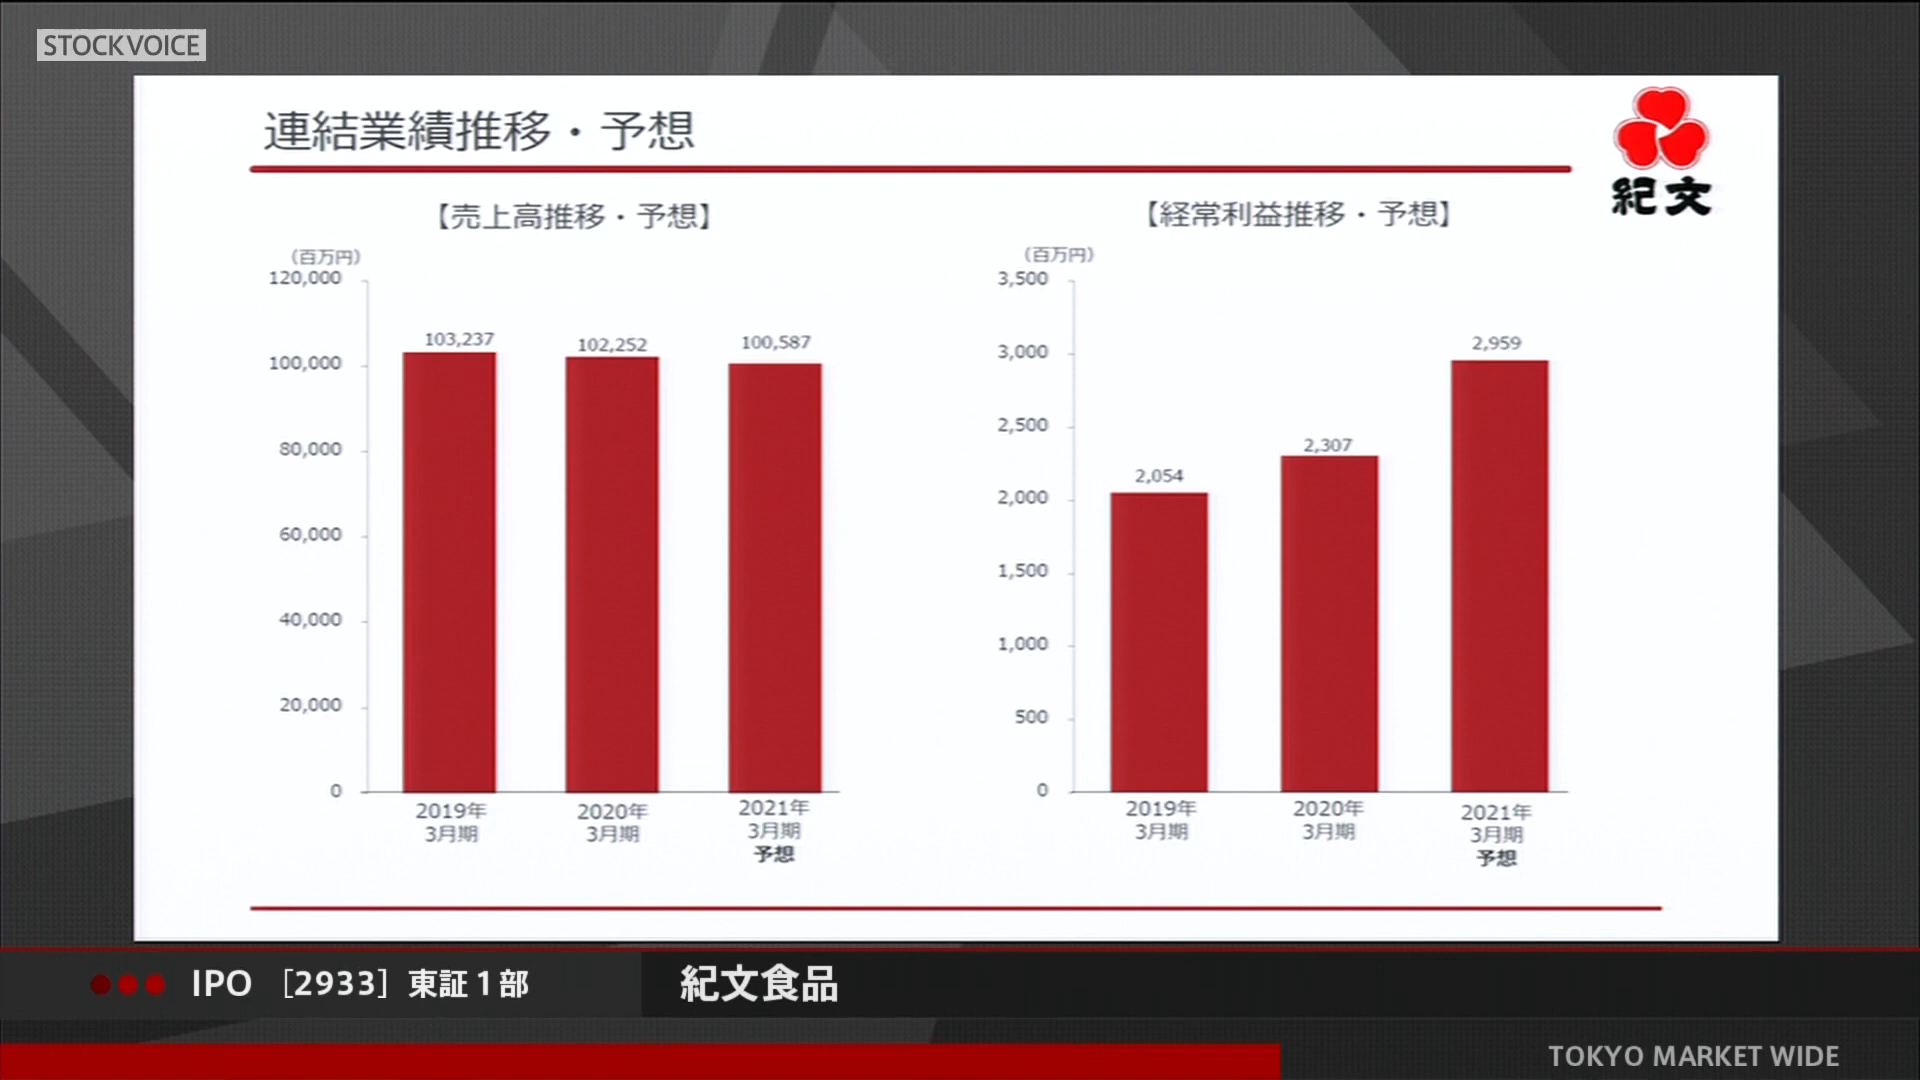 STOCKVOICE
連結業績推移・予想
紀文
【売上高推移・予想】
（百万円）
120,000
100,000
80,000
60,000
40,000
20,000
0
103,237
102,252
100,587
2019年
3月期
2020年
3月期
2021年
3月期
予想
【経常利益推移・予想】
（百万円）
3,500
3,000
2,500
2,000
1,500
1,000
500
0
2,054
2,307
2,959
2019年
3月期
2020年
3月期
2021年
3月期
予想
IPO ［2933］東証１部 紀文食品
TOKYO MARKET WIDE